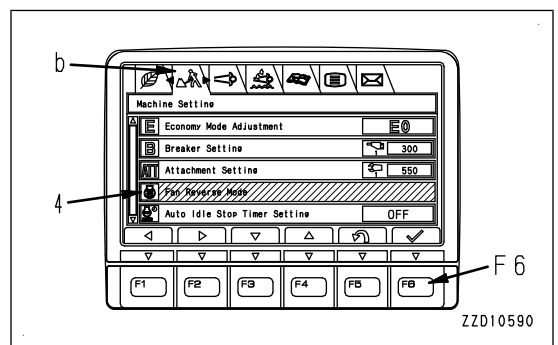 b
Machine Setting
E Economy Mode Adjustment E0
B Breaker Setting 300
ATT Attachment Setting 550
4 Fan Reverse Mode
Auto Idle Stop Timer Setting OFF
F1 F2 F3 F4 F5 F6
F6
ZZD10590